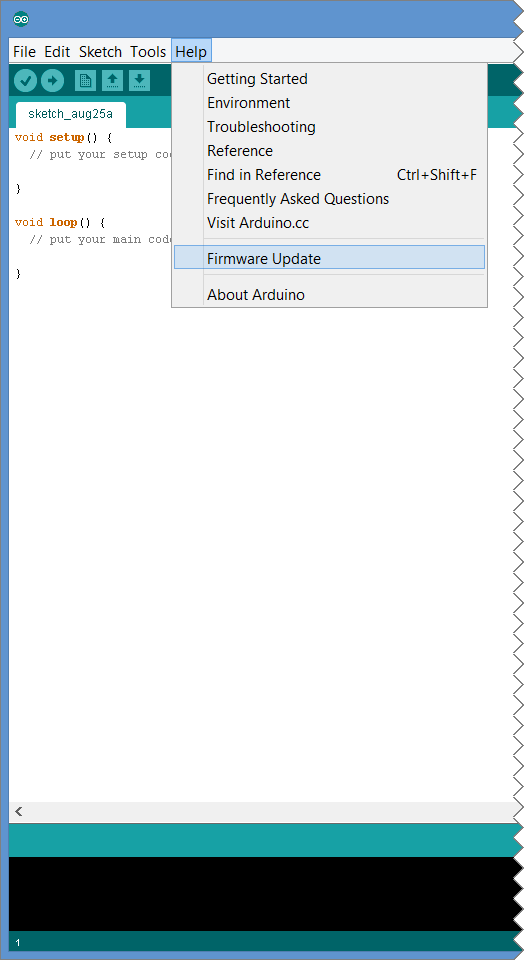 File Edit Sketch Tools Help
sketch_aug25a
Getting Started
Environment
Troubleshooting
Reference
Find in Reference Ctrl+Shift+F
Frequently Asked Questions
Visit Arduino.cc
Firmware Update
About Arduino
void setup() {
// put your setup cod
}
void loop() {
// put your main code
}
1